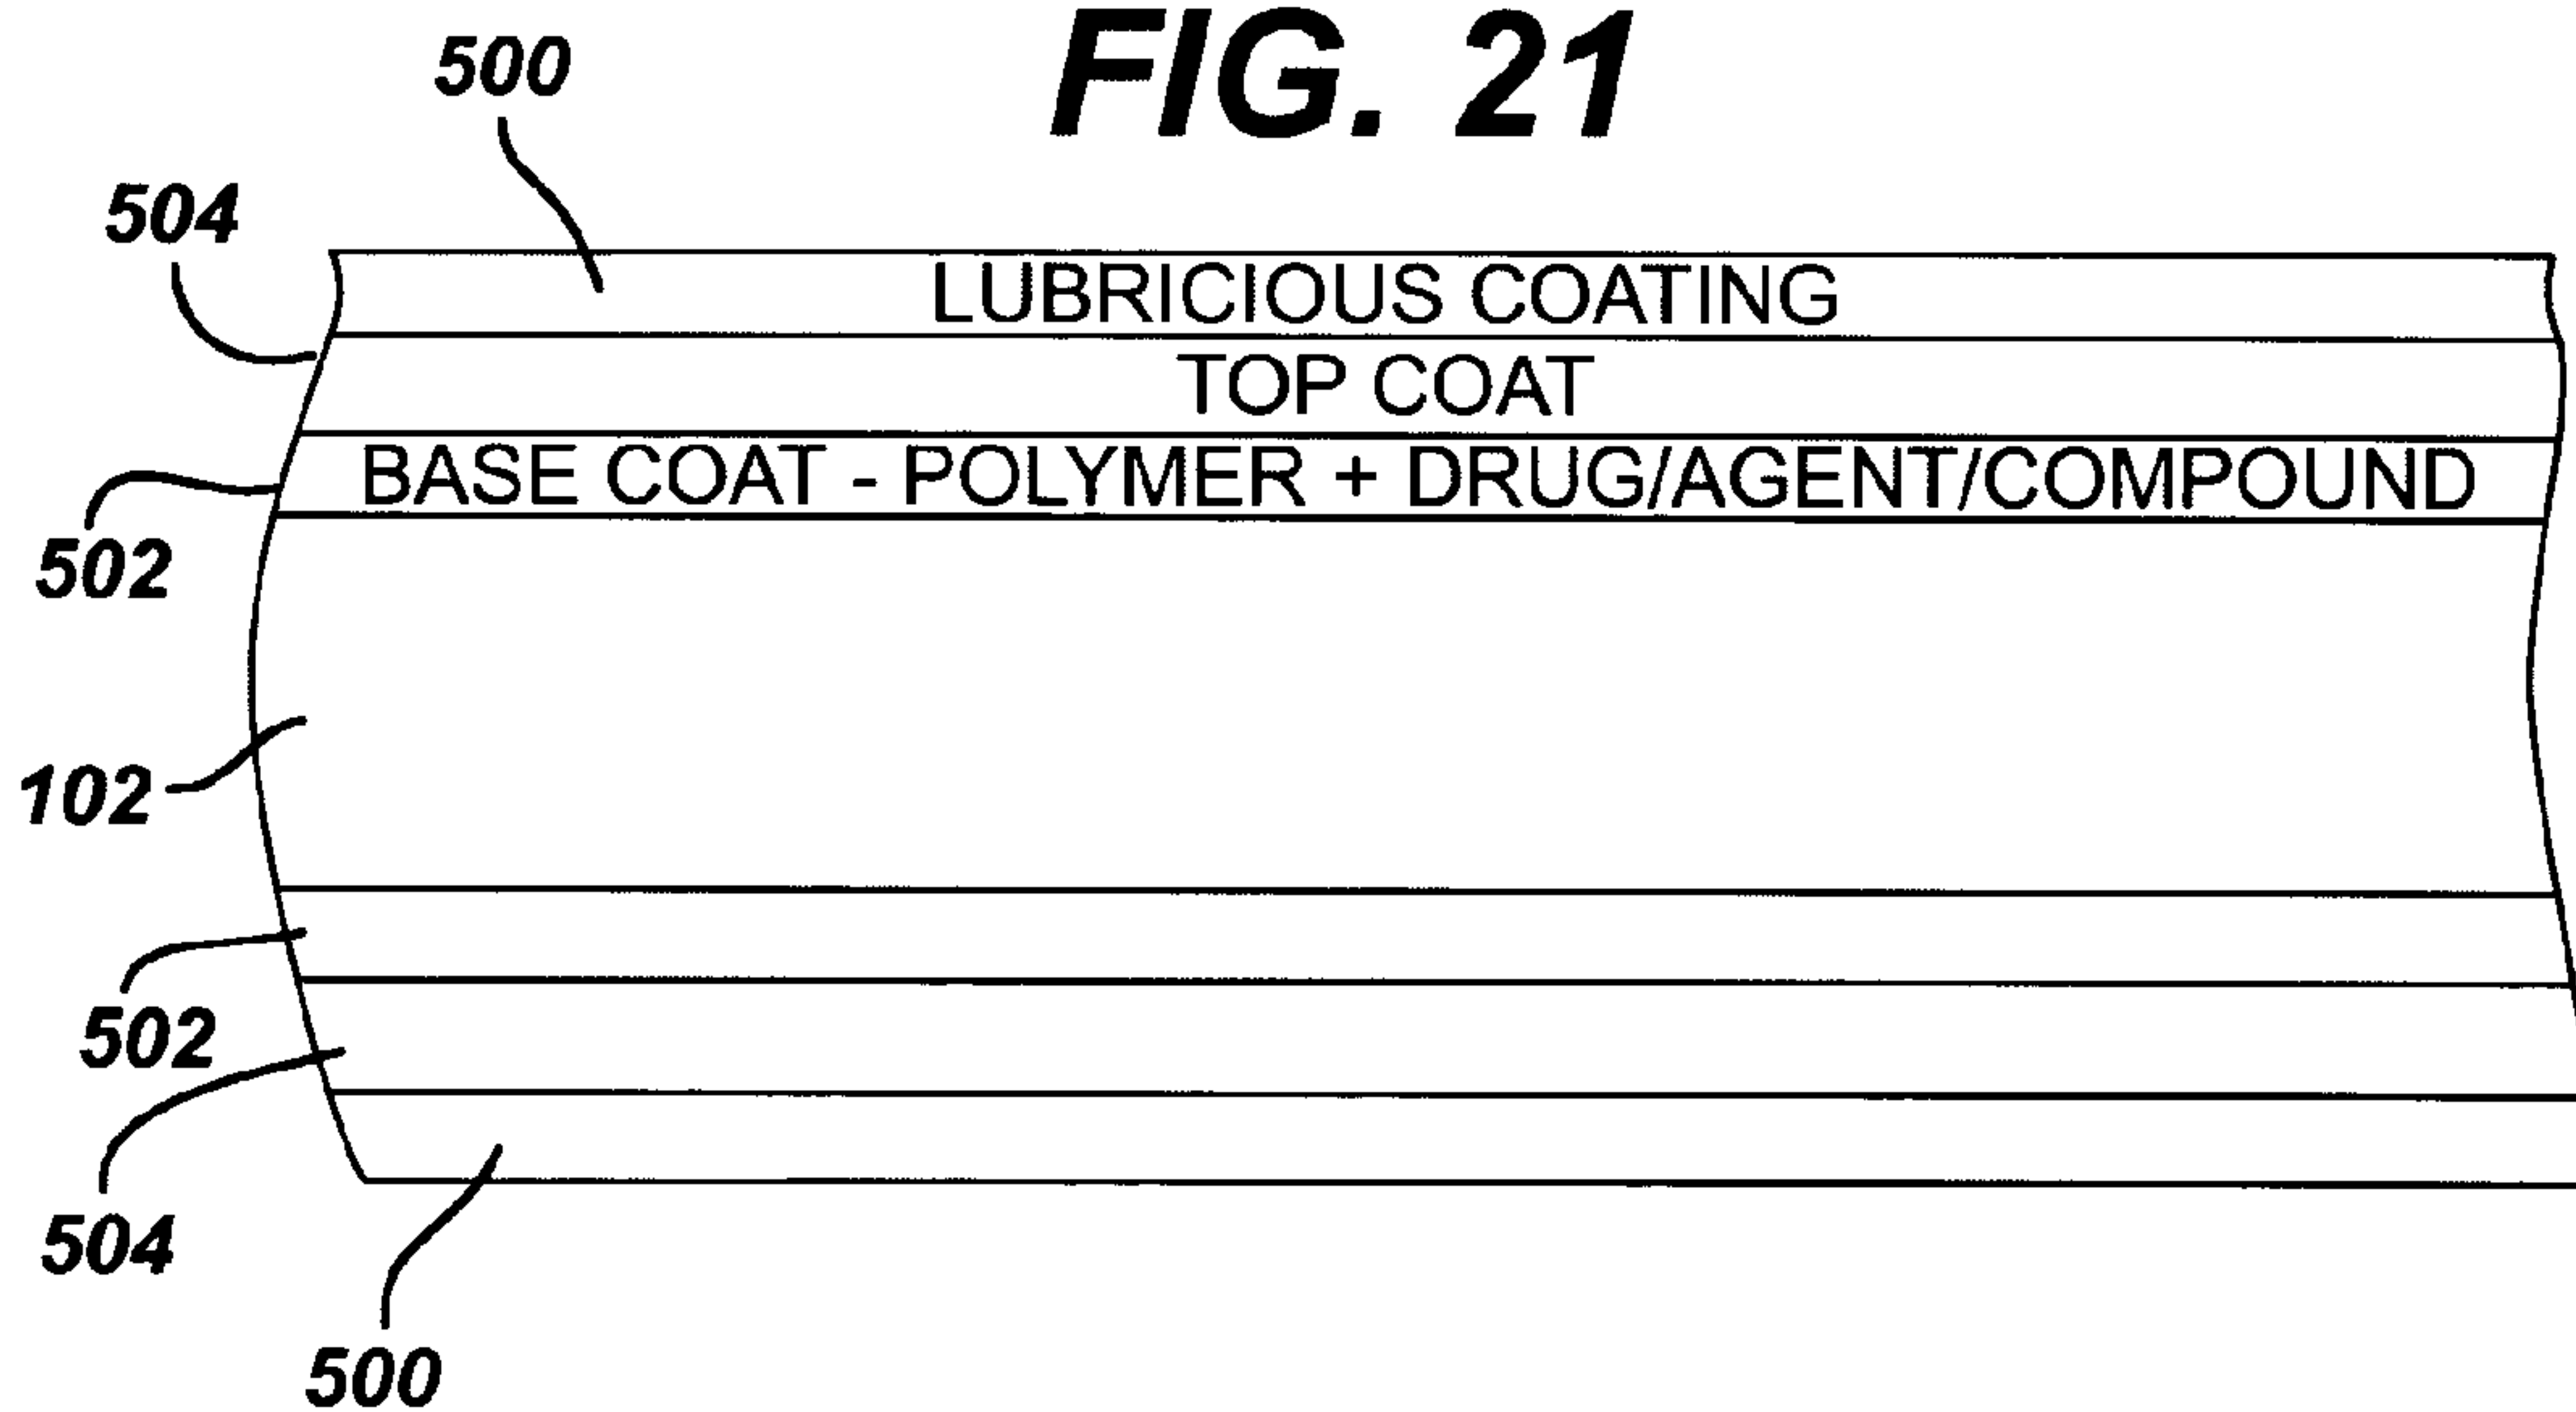 FIG. 21
500
504
LUBRICIOUS COATING
TOP COAT
BASE COAT - POLYMER + DRUG/AGENT/COMPOUND
502
102
502
504
500